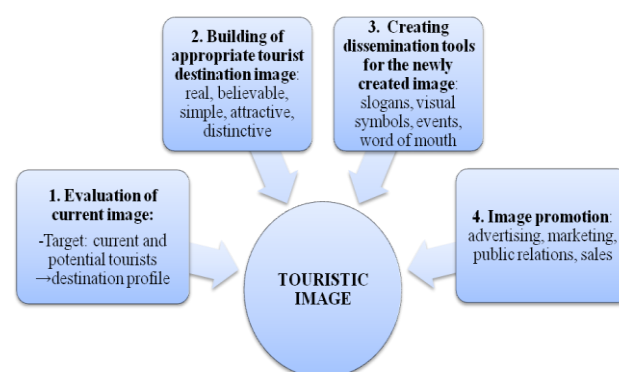 1. Evaluation of
current image:
-Target: current and
potential tourists
→destination profile
2. Building of
appropriate tourist
destination image:
real, believable,
simple, attractive,
distinctive
3. Creating
dissemination tools
for the newly
created image:
slogans, visual
symbols, events,
word of mouth
4. Image promotion:
advertising, marketing,
public relations, sales
TOURISTIC
IMAGE